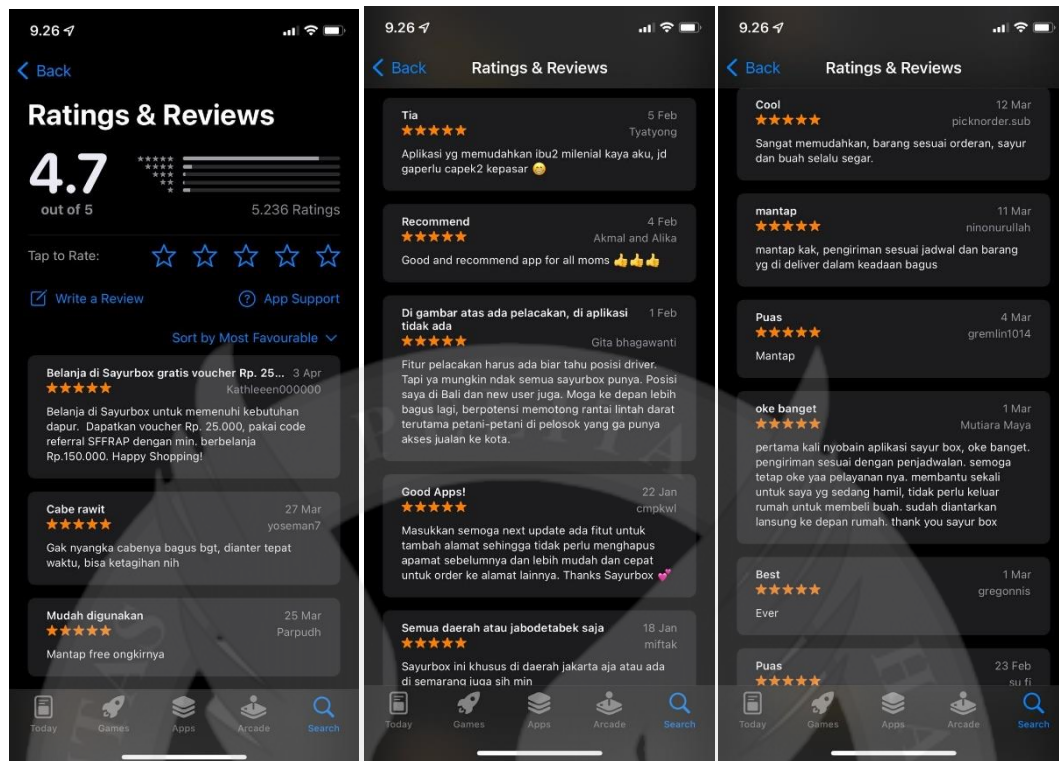 9.26
Back
Ratings & Reviews
4.7
out of 5
5.236 Ratings
Tap to Rate:
Write a Review
App Support
Sort by Most Favourable
Belanja di Sayurbox gratis voucher Rp. 25... 3 Apr
Kathleeen000000
Belanja di Sayurbox untuk memenuhi kebutuhan
dapur. Dapatkan voucher Rp. 25.000, pakai code
referral SFFRAP dengan min. berbelanja
Rp.150.000. Happy Shopping!
Cabe rawit 27 Mar
yoseman7
Gak nyangka cabenya bagus bgt, dianter tepat
waktu, bisa ketagihan nih
Mudah digunakan 25 Mar
Parpudh
Mantap free ongkirnya
Today Games Apps Arcade Search
9.26
Back Ratings & Reviews
Tia 5 Feb
Tyatyong
Aplikasi yg memudahkan ibu2 milenial kaya aku, jd
gaperlu capek2 kepasar 😁
Recommend 4 Feb
Akmal and Alika
Good and recommend app for all moms 👍👍👍
Di gambar atas ada pelacakan, di aplikasi 1 Feb
tidak ada
Gita bhagawanti
Fitur pelacakan harus ada biar tahu posisi driver.
Tapi ya mungkin ndak semua sayurbox punya. Posisi
saya di Bali dan new user juga. Moga ke depan lebih
bagus lagi, berpotensi memotong rantai lintah darat
terutama petani-petani di pelosok yang ga punya
akses jualan ke kota.
Good Apps! 22 Jan
cmpkwl
Masukkan semoga next update ada fitut untuk
tambah alamat sehingga tidak perlu menghapus
apamat sebelumnya dan lebih mudah dan cepat
untuk order ke alamat lainnya. Thanks Sayurbox 💕
Semua daerah atau jabodetabek saja 18 Jan
miftak
Sayurbox ini khusus di daerah jakarta aja atau ada
di semarang juga sih min
Today Games Apps Arcade Search
9.26
Back Ratings & Reviews
Cool 12 Mar
picknorder.sub
Sangat memudahkan, barang sesuai orderan, sayur
dan buah selalu segar.
mantap 11 Mar
ninonurullah
mantap kak, pengiriman sesuai jadwal dan barang
yg di deliver dalam keadaan bagus
Puas 4 Mar
gremlin1014
Mantap
oke banget 1 Mar
Mutiara Maya
pertama kali nyobain aplikasi sayur box, oke banget.
pengiriman sesuai dengan penjadwalan. semoga
tetap oke yaa pelayanan nya. membantu sekali
untuk saya yg sedang hamil, tidak perlu keluar
rumah untuk membeli buah. sudah diantarkan
lansung ke depan rumah. thank you sayur box
Best 1 Mar
gregonnis
Ever
Puas 23 Feb
su fi
Today Games Apps Arcade Search